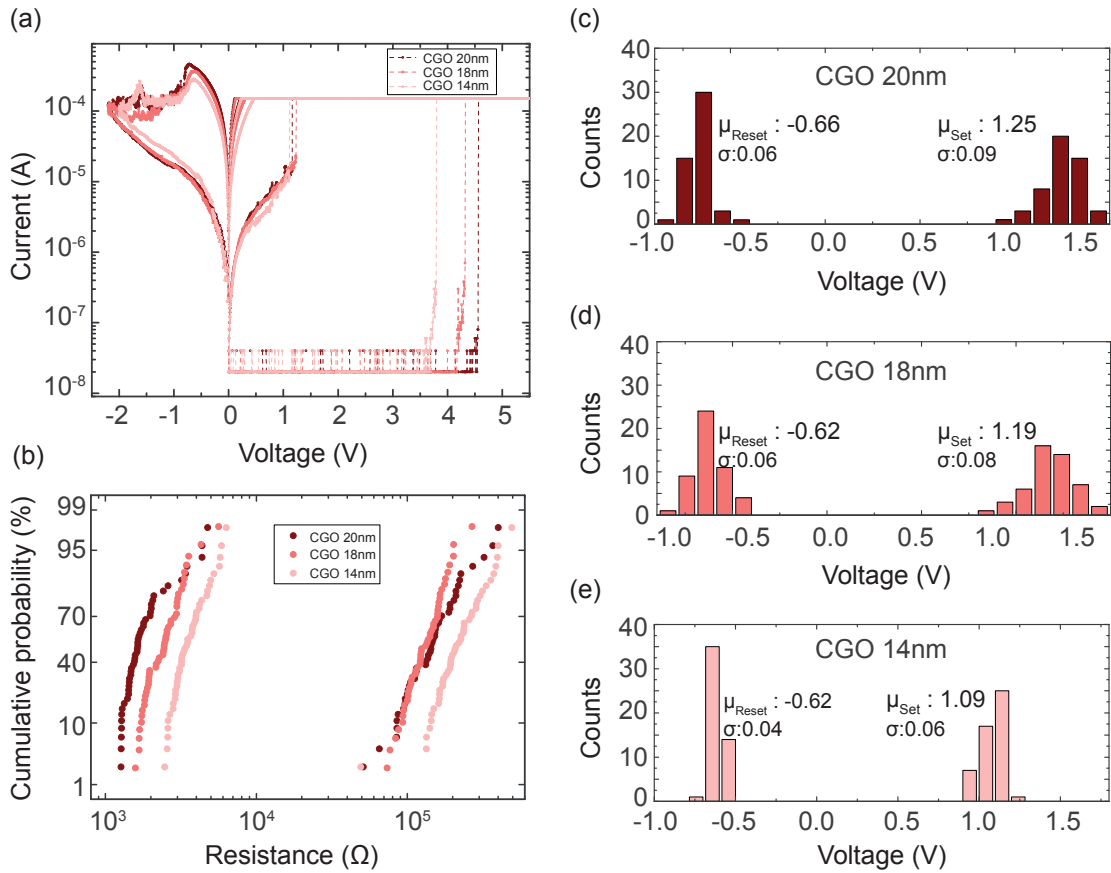 (a)
CGO 20nm
CGO 18nm
CGO 14nm
10-4
10-5
10-6
10-7
10-8
Current (A)
-2 -1 0 1 2 3 4 5
Voltage (V)
(b)
99
95
70
40
10
1
Cumulative probability (%)
CGO 20nm
CGO 18nm
CGO 14nm
10³ 10⁴ 10⁵
Resistance (Ω)
(c)
40
30
20
10
0
Counts
CGO 20nm
μReset : -0.66
σ:0.06
μSet : 1.25
σ:0.09
-1.0 -0.5 0.0 0.5 1.0 1.5
Voltage (V)
(d)
40
30
20
10
0
Counts
CGO 18nm
μReset : -0.62
σ:0.06
μSet : 1.19
σ:0.08
-1.0 -0.5 0.0 0.5 1.0 1.5
Voltage (V)
(e)
40
30
20
10
0
Counts
CGO 14nm
μReset : -0.62
σ:0.04
μSet : 1.09
σ:0.06
-1.0 -0.5 0.0 0.5 1.0 1.5
Voltage (V)